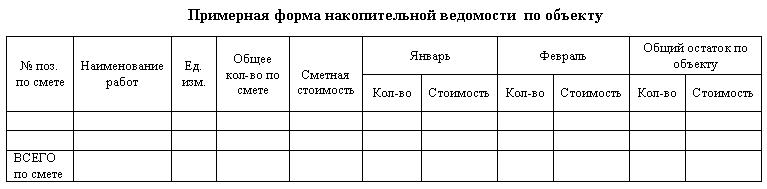 Примерная форма накопительной ведомости по объекту
№ поз. по смете
Наименование работ
Ед. изм.
Общее кол-во по смете
Сметная стоимость
Январь
Февраль
Общий остаток по объекту
Кол-во
Стоимость
Кол-во
Стоимость
Кол-во
Стоимость
ВСЕГО по смете